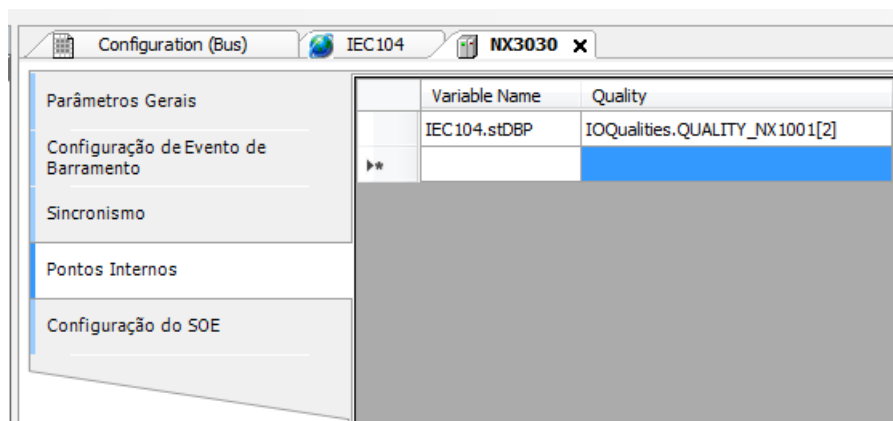 Configuration (Bus) IEC104 NX3030
Parâmetros Gerais
Configuração de Evento de
Barramento
Sincronismo
Pontos Internos
Configuração do SOE
Variable Name Quality
IEC104.stDBP IOQualities.QUALITY_NX1001[2]